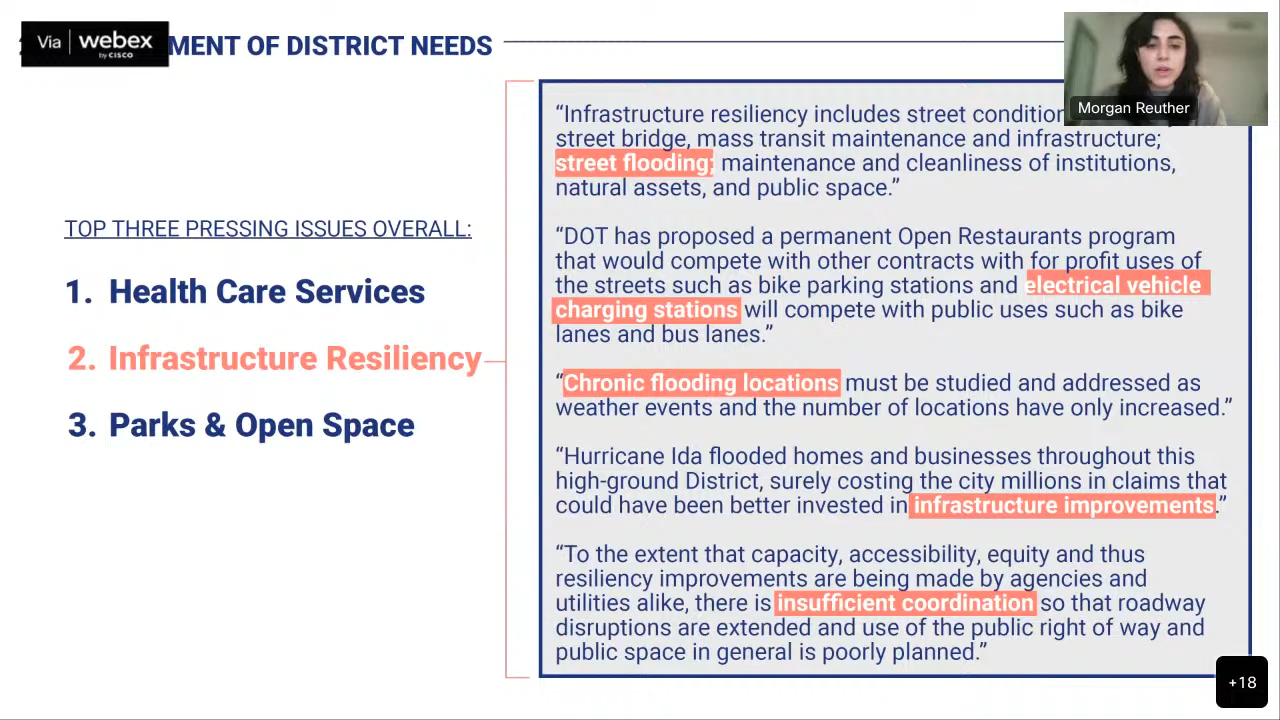 Via webex
by CISCO
MENT OF DISTRICT NEEDS
Morgan Reuther
TOP THREE PRESSING ISSUES OVERALL:
1. Health Care Services
2. Infrastructure Resiliency
3. Parks & Open Space
“Infrastructure resiliency includes street
street bridge, mass transit maintenance and infrastructure;
street flooding; maintenance and cleanliness of institutions,
natural assets, and public space.”
“DOT has proposed a permanent Open Restaurants program
that would compete with other contracts with for profit uses of
the streets such as bike parking stations and electrical vehicle
charging stations will compete with public uses such as bike
lanes and bus lanes.”
“Chronic flooding locations must be studied and addressed as
weather events and the number of locations have only increased.”
“Hurricane Ida flooded homes and businesses throughout this
high-ground District, surely costing the city millions in claims that
could have been better invested in infrastructure improvements.”
“To the extent that capacity, accessibility, equity and thus
resiliency improvements are being made by agencies and
utilities alike, there is insufficient coordination so that roadway
disruptions are extended and use of the public right of way and
public space in general is poorly planned.”
+18